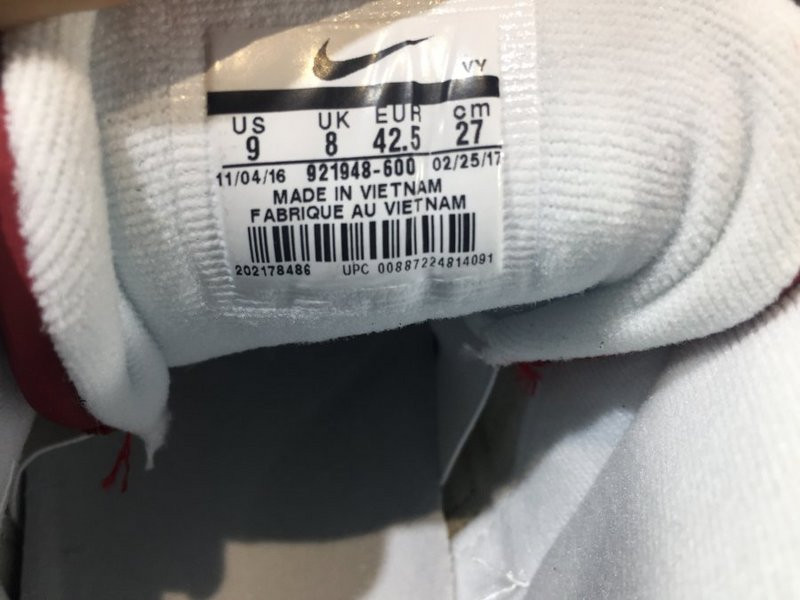 VY
US UK EUR cm
9 8 42.5 27
11/04/16 921948-600 02/25/17
MADE IN VIETNAM
FABRIQUE AU VIETNAM
202178486 UPC 00887224814091